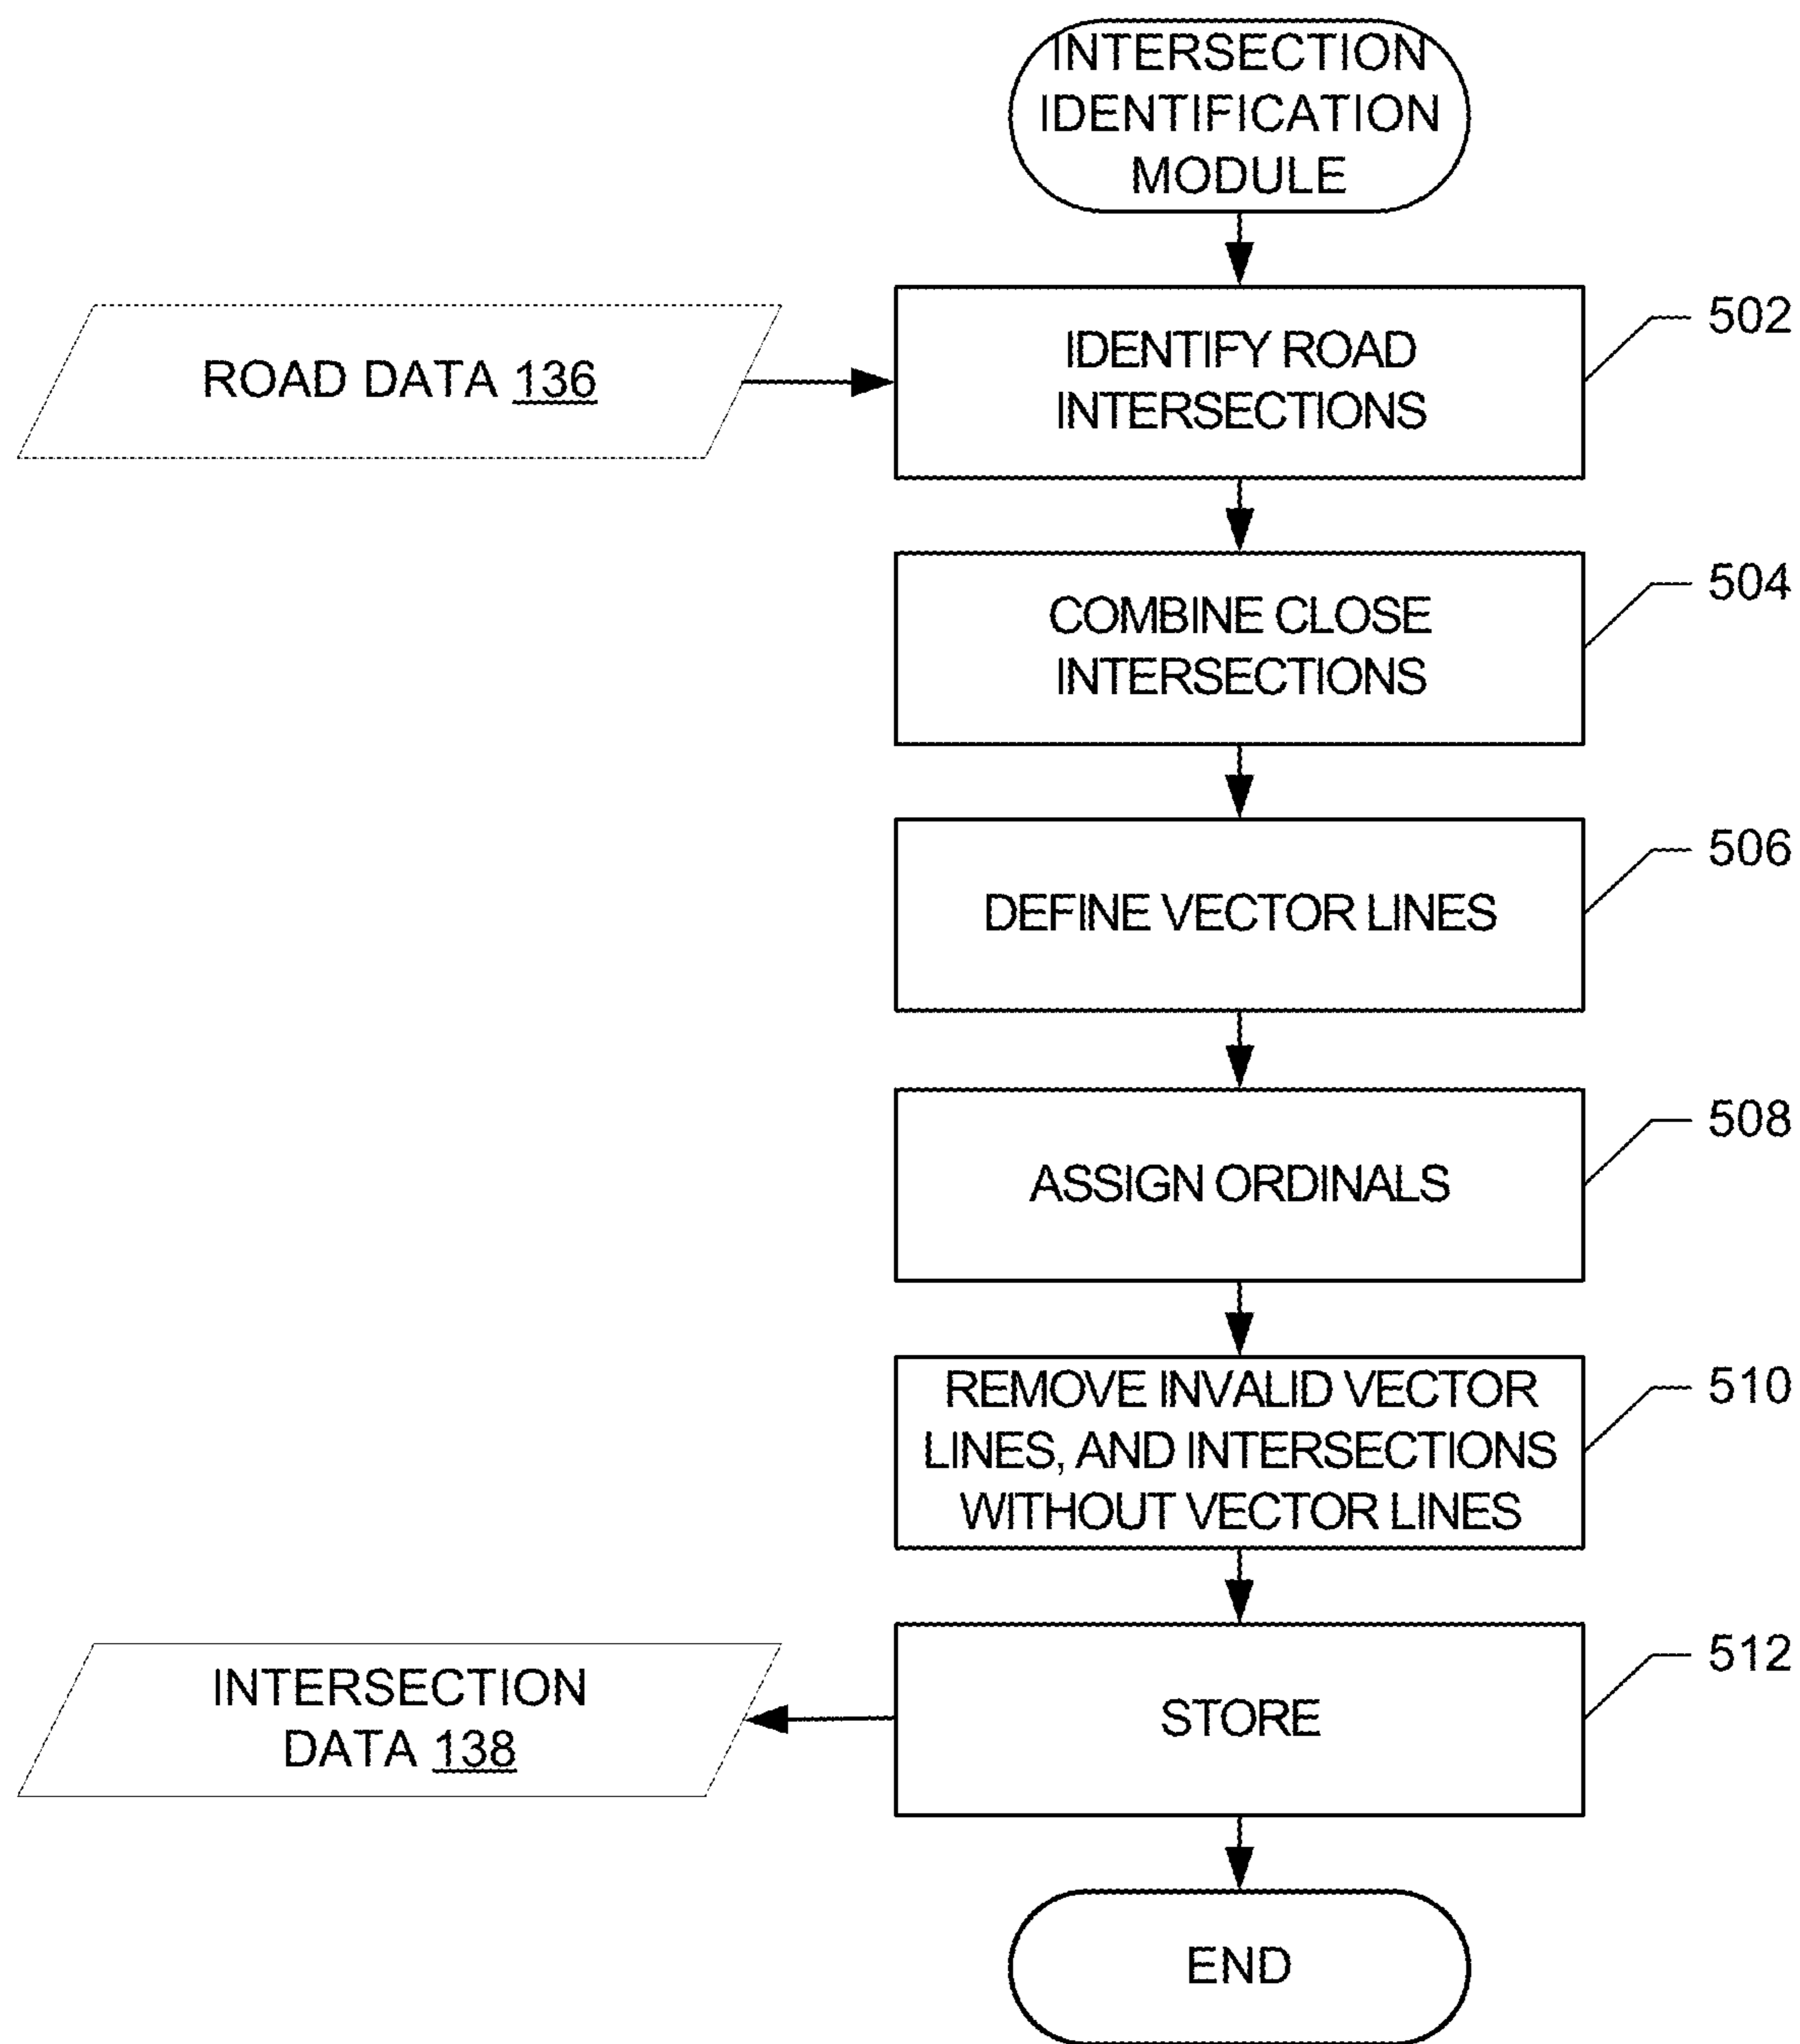 INTERSECTION
IDENTIFICATION
MODULE
ROAD DATA 136
IDENTIFY ROAD
INTERSECTIONS
502
COMBINE CLOSE
INTERSECTIONS
504
DEFINE VECTOR LINES
506
ASSIGN ORDINALS
508
REMOVE INVALID VECTOR
LINES, AND INTERSECTIONS
WITHOUT VECTOR LINES
510
INTERSECTION
DATA 138
STORE
512
END